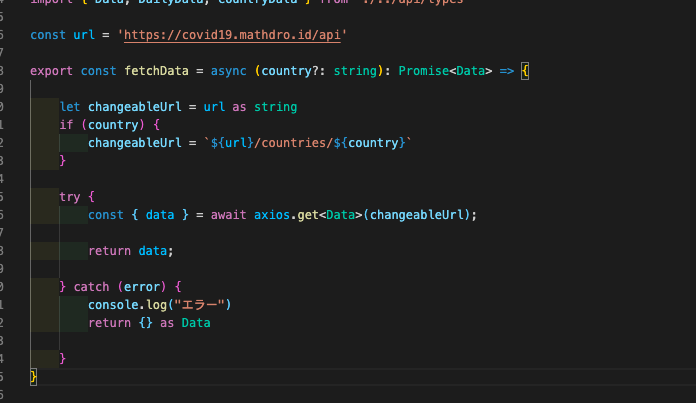 import { Data, DailyData, CountryData } from './../api/types'
const url = 'https://covid19.mathdro.id/api'
export const fetchData = async (country?: string): Promise<Data> => {
let changeableUrl = url as string
if (country) {
changeableUrl = `${url}/countries/${country}`
}
try {
const { data } = await axios.get<Data>(changeableUrl);
return data;
} catch (error) {
console.log("エラー")
return {} as Data
}
}